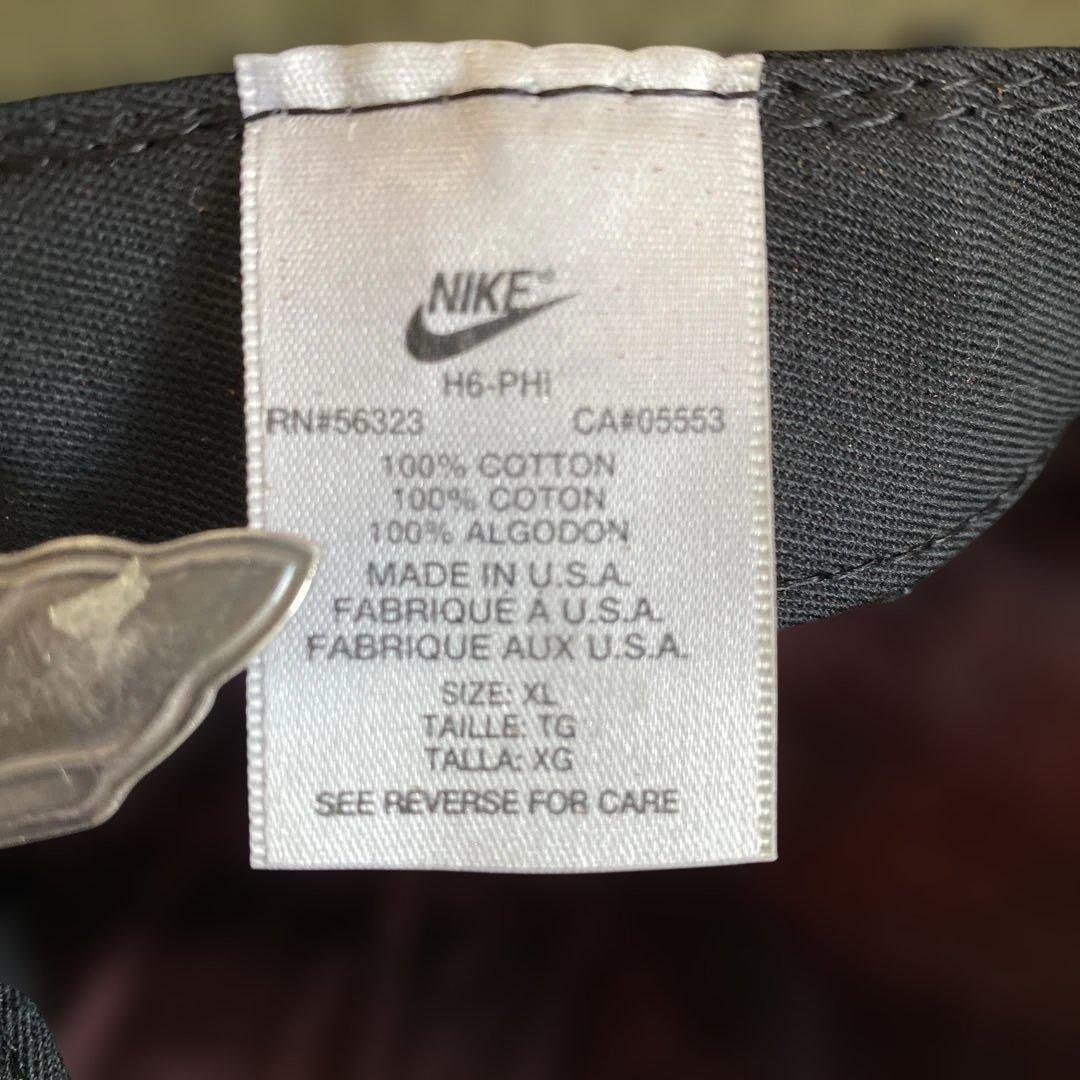 NIKE®
H6-PHi
RN#56323 CA#05553
100% COTTON
100% COTON
100% ALGODON
MADE IN U.S.A.
FABRIQUE A U.S.A.
FABRIQUE AUX U.S.A.
SIZE: XL
TAILLE: TG
TALLA: XG
SEE REVERSE FOR CARE